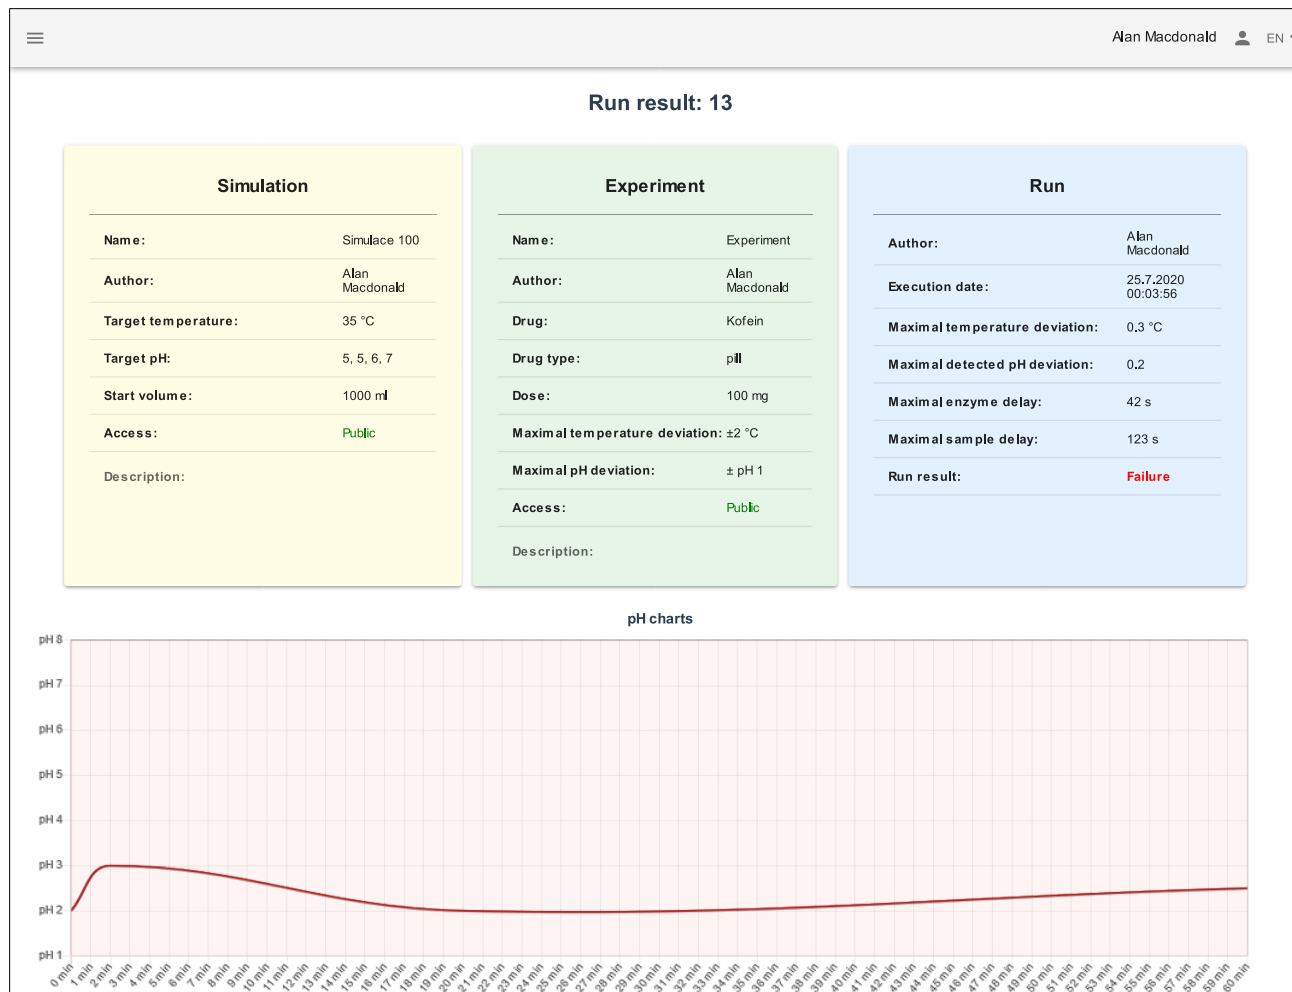 Alan Macdonald EN
Run result: 13
Simulation
Name: Simulace 100
Author: Alan Macdonald
Target temperature: 35 °C
Target pH: 5, 5, 6, 7
Start volume: 1000 ml
Access: Public
Description:
Experiment
Name: Experiment
Author: Alan Macdonald
Drug: Kofein
Drug type: pill
Dose: 100 mg
Maximal temperature deviation: ±2 °C
Maximal pH deviation: ± pH 1
Access: Public
Description:
Run
Author: Alan Macdonald
Execution date: 25.7.2020 00:03:56
Maximal temperature deviation: 0.3 °C
Maximal detected pH deviation: 0.2
Maximal enzyme delay: 42 s
Maximal sample delay: 123 s
Run result: Failure
pH charts
pH 8
pH 7
pH 6
pH 5
pH 4
pH 3
pH 2
pH 1
0 min
1 min
2 min
3 min
4 min
5 min
6 min
7 min
8 min
9 min
10 min
11 min
12 min
13 min
14 min
15 min
16 min
17 min
18 min
19 min
20 min
21 min
22 min
23 min
24 min
25 min
26 min
27 min
28 min
29 min
30 min
31 min
32 min
33 min
34 min
35 min
36 min
37 min
38 min
39 min
40 min
41 min
42 min
43 min
44 min
45 min
46 min
47 min
48 min
49 min
50 min
51 min
52 min
53 min
54 min
55 min
56 min
57 min
58 min
59 min
60 min